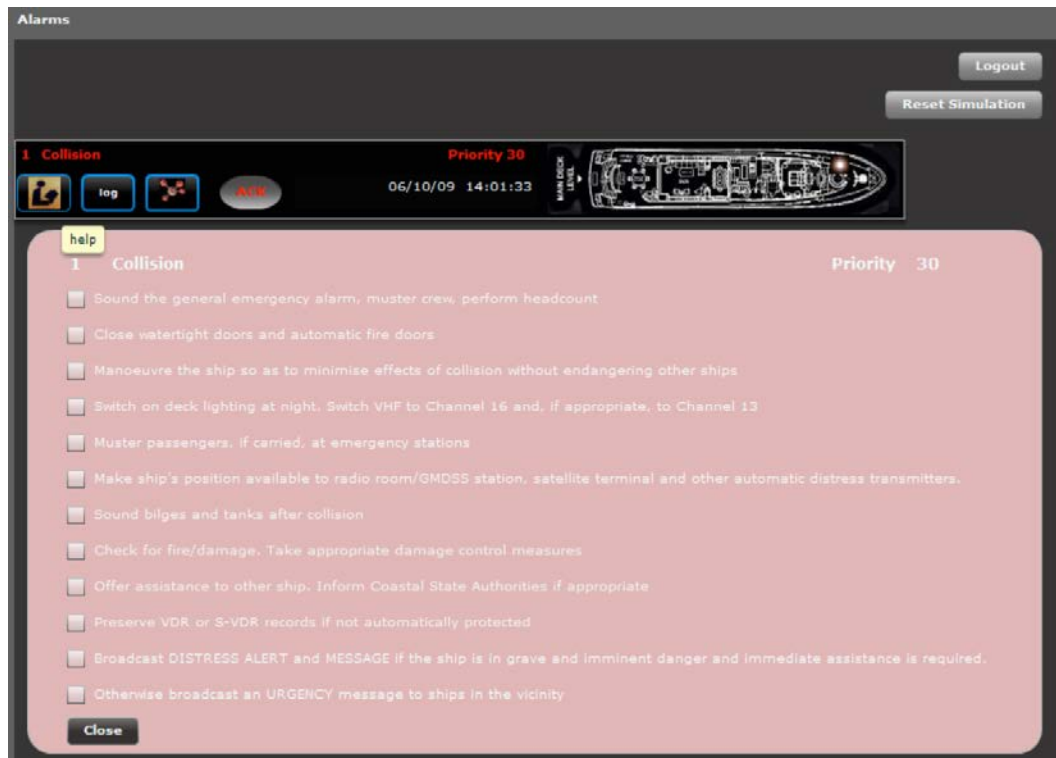 Alarms
Logout
Reset Simulation
1 Collision Priority 30
MAIN DECK
LEVEL
log
ACK
06/10/09 14:01:33
help
1 Collision Priority 30
Sound the general emergency alarm, muster crew, perform headcount
Close watertight doors and automatic fire doors
Manoeuvre the ship so as to minimise effects of collision without endangering other ships
Switch on deck lighting at night. Switch VHF to Channel 16 and, if appropriate, to Channel 13
Muster passengers, if carried, at emergency stations
Make ship's position available to radio room/GMDSS station, satellite terminal and other automatic distress transmitters.
Sound bilges and tanks after collision
Check for fire/damage. Take appropriate damage control measures
Offer assistance to other ship. Inform Coastal State Authorities if appropriate
Preserve VDR or S-VDR records if not automatically protected
Broadcast DISTRESS ALERT and MESSAGE if the ship is in grave and imminent danger and immediate assistance is required.
Otherwise broadcast an URGENCY message to ships in the vicinity
Close